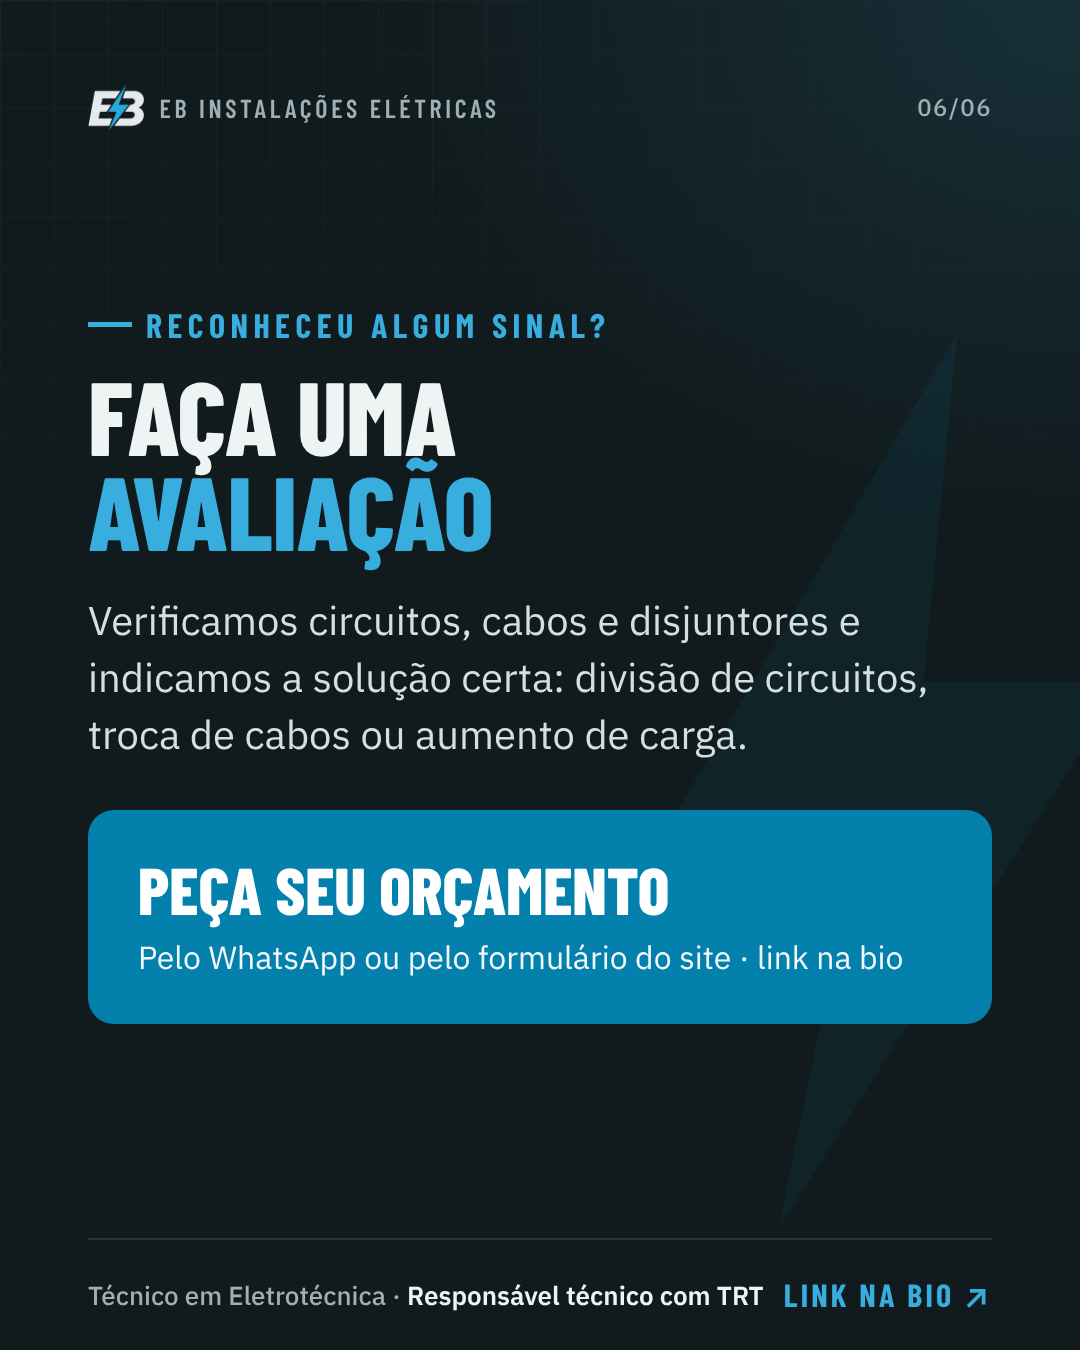 EB EB INSTALAÇÕES ELÉTRICAS
06/06
RECONHECEU ALGUM SINAL?
FAÇA UMA
AVALIAÇÃO
Verificamos circuitos, cabos e disjuntores e
indicamos a solução certa: divisão de circuitos,
troca de cabos ou aumento de carga.
PEÇA SEU ORÇAMENTO
Pelo WhatsApp ou pelo formulário do site · link na bio
Técnico em Eletrotécnica · Responsável técnico com TRT LINK NA BIO ↗